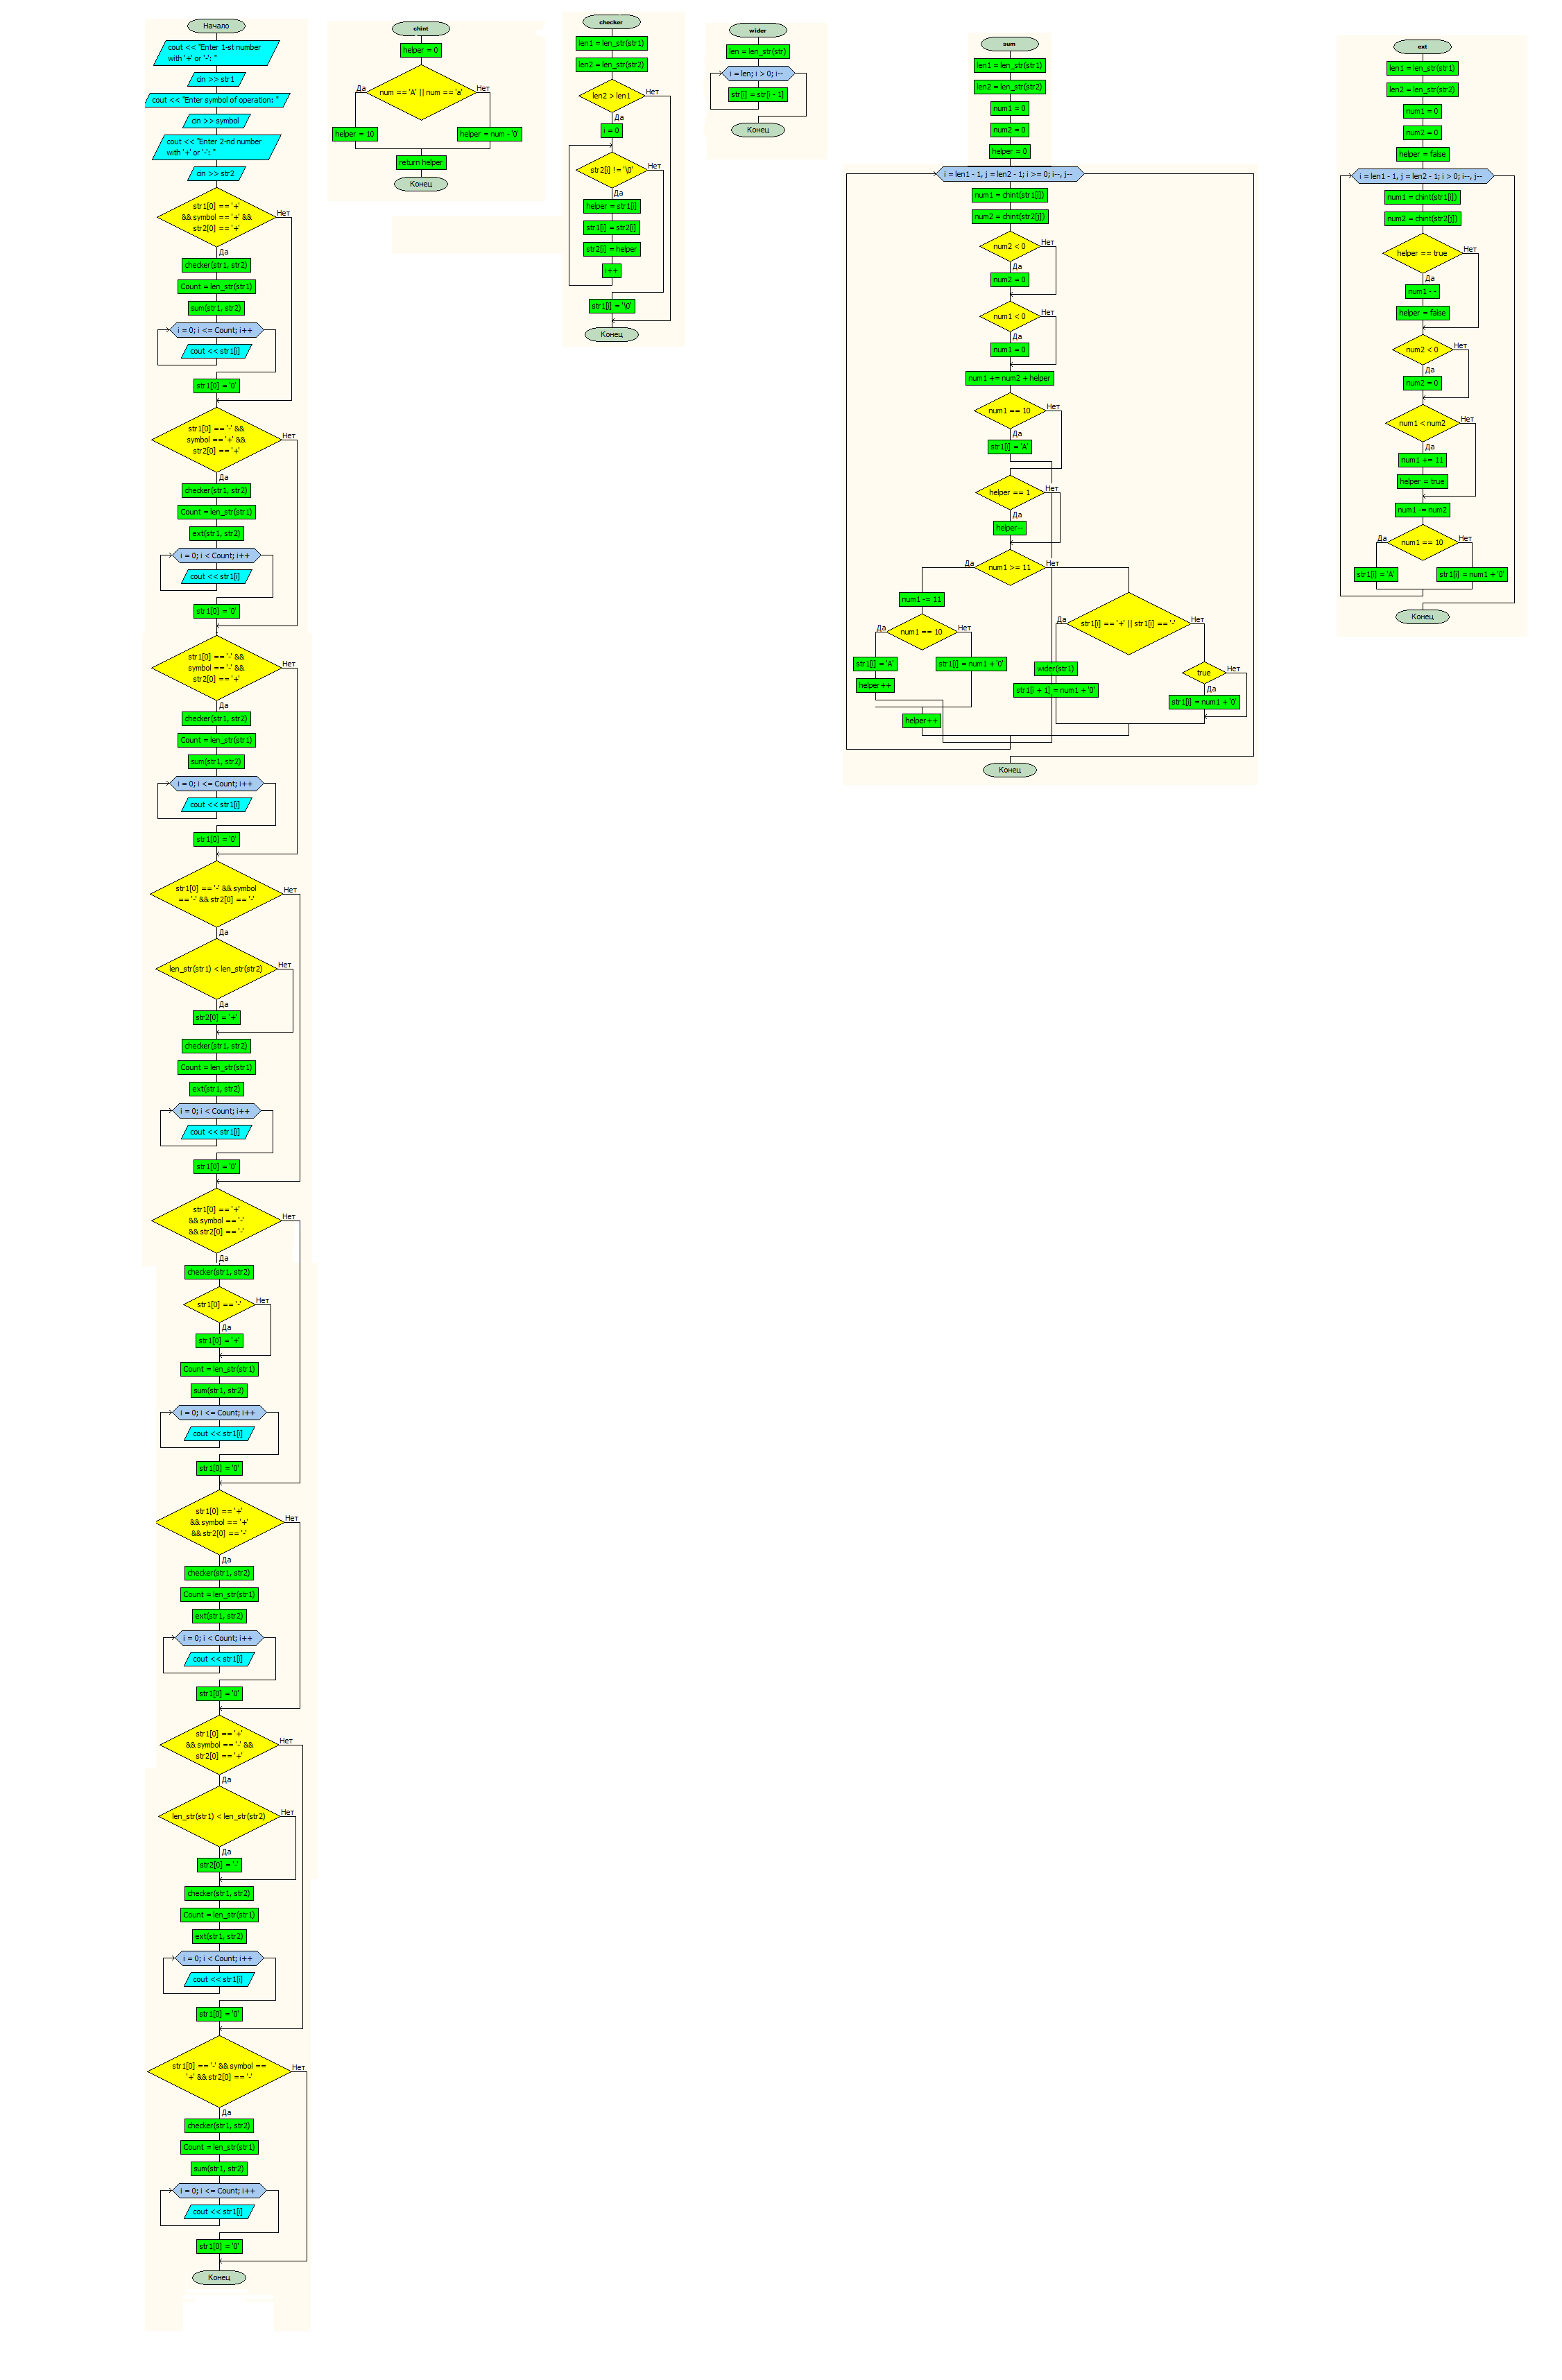 Начало
cout << "Enter 1-st number
with '+' or '-': "
cin >> str1
cout << "Enter symbol of operation: "
cin >> symbol
cout << "Enter 2-nd number
with '+' or '-': "
cin >> str2
str1[0] == '+'
&& symbol == '+' &&
str2[0] == '+'
Нет
Да
checker(str1, str2)
Count = len_str(str1)
sum(str1, str2)
i = 0; i <= Count; i++
cout << str1[i]
str1[0] = '0'
str1[0] == '-' &&
symbol == '+' &&
str2[0] == '+'
Нет
Да
checker(str1, str2)
Count = len_str(str1)
ext(str1, str2)
i = 0; i < Count; i++
cout << str1[i]
str1[0] = '0'
str1[0] == '-' &&
symbol == '-' &&
str2[0] == '+'
Нет
Да
checker(str1, str2)
Count = len_str(str1)
sum(str1, str2)
i = 0; i <= Count; i++
cout << str1[i]
str1[0] = '0'
str1[0] == '-' && symbol
== '-' && str2[0] == '-'
Нет
Да
len_str(str1) < len_str(str2)
Нет
Да
str2[0] = '+'
checker(str1, str2)
Count = len_str(str1)
ext(str1, str2)
i = 0; i < Count; i++
cout << str1[i]
str1[0] = '0'
str1[0] == '+'
&& symbol == '-'
&& str2[0] == '-'
Нет
Да
checker(str1, str2)
str1[0] == '-'
Нет
Да
str1[0] = '+'
Count = len_str(str1)
sum(str1, str2)
i = 0; i <= Count; i++
cout << str1[i]
str1[0] = '0'
str1[0] == '+'
&& symbol == '+'
&& str2[0] == '-'
Нет
Да
checker(str1, str2)
Count = len_str(str1)
ext(str1, str2)
i = 0; i < Count; i++
cout << str1[i]
str1[0] = '0'
str1[0] == '+'
&& symbol == '-' &&
str2[0] == '+'
Нет
Да
len_str(str1) < len_str(str2)
Нет
Да
str2[0] = '-'
checker(str1, str2)
Count = len_str(str1)
ext(str1, str2)
i = 0; i < Count; i++
cout << str1[i]
str1[0] = '0'
str1[0] == '-' && symbol ==
'+' && str2[0] == '-'
Нет
Да
checker(str1, str2)
Count = len_str(str1)
sum(str1, str2)
i = 0; i <= Count; i++
cout << str1[i]
str1[0] = '0'
Конец
chint
helper = 0
num == 'A' || num == 'a'
Да
Нет
helper = 10
helper = num - '0'
return helper
Конец
checker
len1 = len_str(str1)
len2 = len_str(str2)
len2 > len1
Нет
Да
i = 0
str2[i] != '\0'
Нет
Да
helper = str1[i]
str1[i] = str2[i]
str2[i] = helper
i++
str1[i] = '\0'
Конец
wider
len = len_str(str)
i = len; i > 0; i--
str[i] = str[i - 1]
Конец
sum
len1 = len_str(str1)
len2 = len_str(str2)
num1 = 0
num2 = 0
helper = 0
i = len1 - 1, j = len2 - 1; i >= 0; i--, j--
num1 = chint(str1[i])
num2 = chint(str2[j])
num2 < 0
Нет
Да
num2 = 0
num1 < 0
Нет
Да
num1 = 0
num1 += num2 + helper
num1 == 10
Нет
Да
str1[i] = 'A'
helper == 1
Нет
Да
helper--
num1 >= 11
Да
Нет
num1 -= 11
num1 == 10
Да
Нет
str1[i] = 'A'
helper++
str1[i] = num1 + '0'
helper++
str1[i] == '+' || str1[i] == '-'
Да
Нет
wider(str1)
str1[i + 1] = num1 + '0'
true
Нет
Да
str1[i] = num1 + '0'
Конец
ext
len1 = len_str(str1)
len2 = len_str(str2)
num1 = 0
num2 = 0
helper = false
i = len1 - 1, j = len2 - 1; i > 0; i--, j--
num1 = chint(str1[i])
num2 = chint(str2[j])
helper == true
Нет
Да
num1 - -
helper = false
num2 < 0
Нет
Да
num2 = 0
num1 < num2
Нет
Да
num1 += 11
helper = true
num1 -= num2
num1 == 10
Да
Нет
str1[i] = 'A'
str1[i] = num1 + '0'
Конец